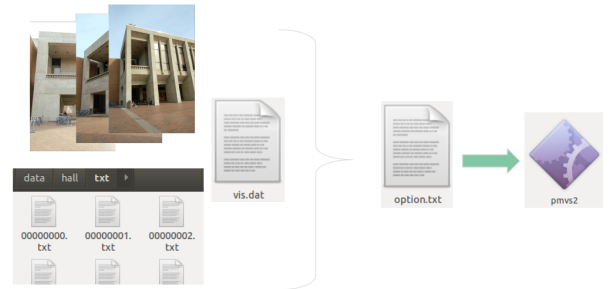 data hall txt
00000000.
txt
00000001.
txt
00000002.
txt
vis.dat
option.txt
pmvs2